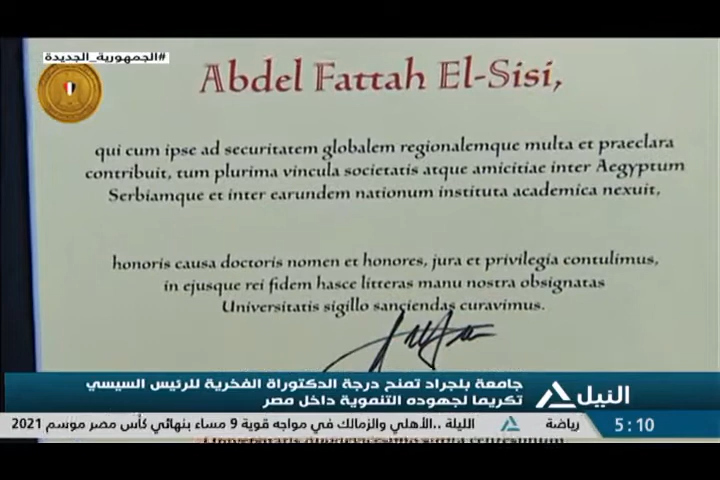 #الجمهورية_الجديدة
Abdel Fattah El-Sisi,
qui cum ipse ad securitatem globalem regionalemque multa et praeclara
contribuit, tum plurima vincula societatis atque amicitiae inter Aegyptum
Serbiamque et inter earundem nationum instituta academica nexuit,
honoris causa doctoris nomen et honores, jura et privilegia contulimus,
in ejusque rei fidem hasce litteras manu nostra obsignatas
Universitatis sigillo sanciendas curavimus.
جامعة بلجراد تمنح درجة الدكتوراة الفخرية للرئيس السيسي
تكريما لجهوده التنموية داخل مصر
النيل
رياضة الليلة ..الأهلي والزمالك في مواجه قوية 9 مساء بنهائي كأس مصر موسم 2021
5:10